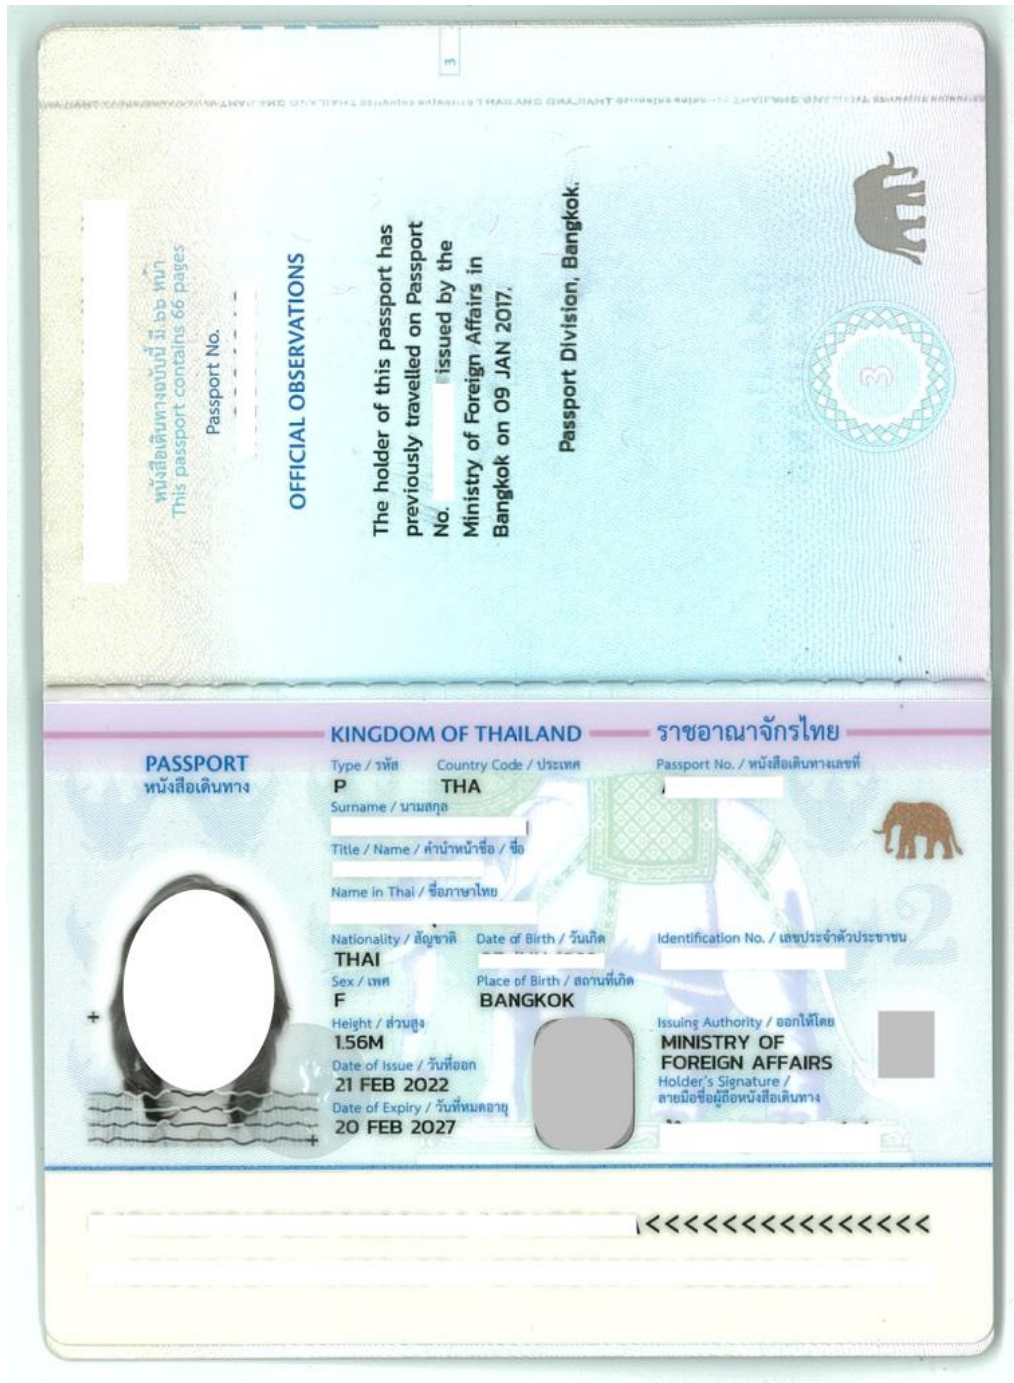 3
หนังสือเดินทางฉบับนี้ มี ๖๖ หน้า
This passport contains 66 pages
Passport No.
OFFICIAL OBSERVATIONS
The holder of this passport has
previously travelled on Passport
No. issued by the
Ministry of Foreign Affairs in
Bangkok on 09 JAN 2017.
Passport Division, Bangkok.
3
KINGDOM OF THAILAND ราชอาณาจักรไทย
PASSPORT
หนังสือเดินทาง
Type / รหัส Country Code / ประเทศ Passport No. / หนังสือเดินทางเลขที่
P THA
Surname / นามสกุล
Title / Name / คำนำหน้าชื่อ / ชื่อ
Name in Thai / ชื่อภาษาไทย
2
Nationality / สัญชาติ Date of Birth / วันเกิด Identification No. / เลขประจำตัวประชาชน
THAI
Sex / เพศ Place of Birth / สถานที่เกิด
F BANGKOK
Height / ส่วนสูง Issuing Authority / ออกให้โดย
1.56M MINISTRY OF
FOREIGN AFFAIRS
Date of Issue / วันที่ออก
21 FEB 2022
Holder's Signature /
ลายมือชื่อผู้ถือหนังสือเดินทาง
Date of Expiry / วันที่หมดอายุ
20 FEB 2027
<<<<<<<<<<<<<<<